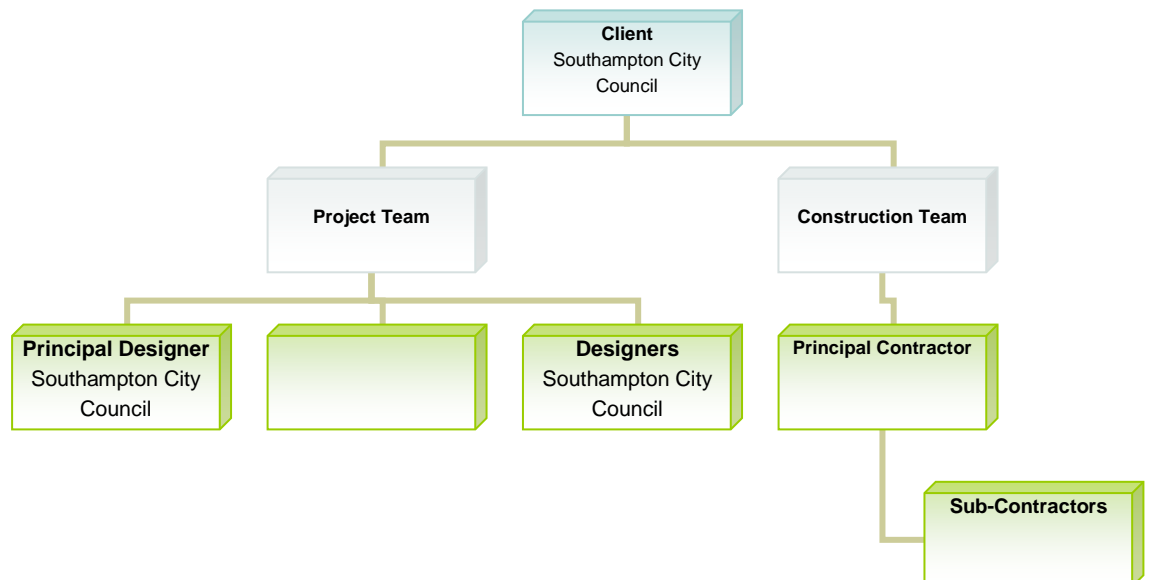 Client
Southampton City
Council
Project Team
Construction Team
Principal Designer
Southampton City
Council
Designers
Southampton City
Council
Principal Contractor
Sub-Contractors